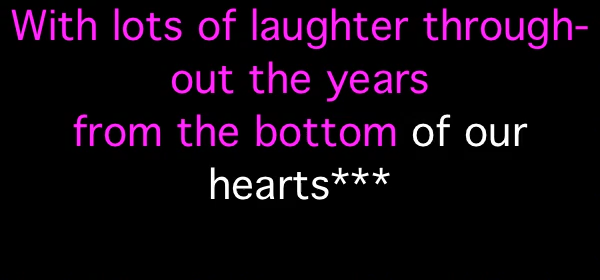 With lots of laughter through-
out the years
from the bottom of our
hearts***